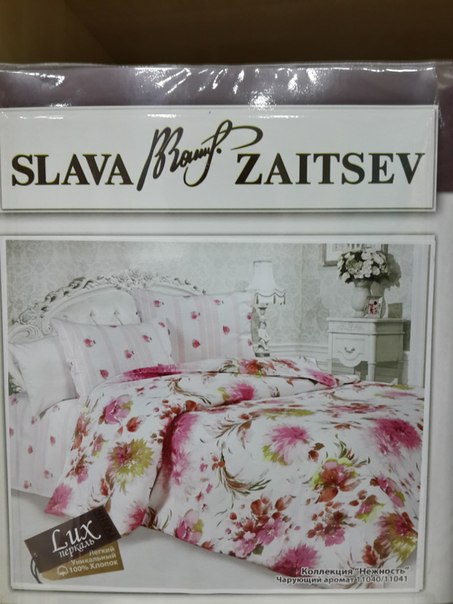 SLAVA ZAITSEV
Lux
перкаль
Легкий
Уникальный
100% Хлопок
Коллекция "Нежность"
Чарующий аромат 11040/11041